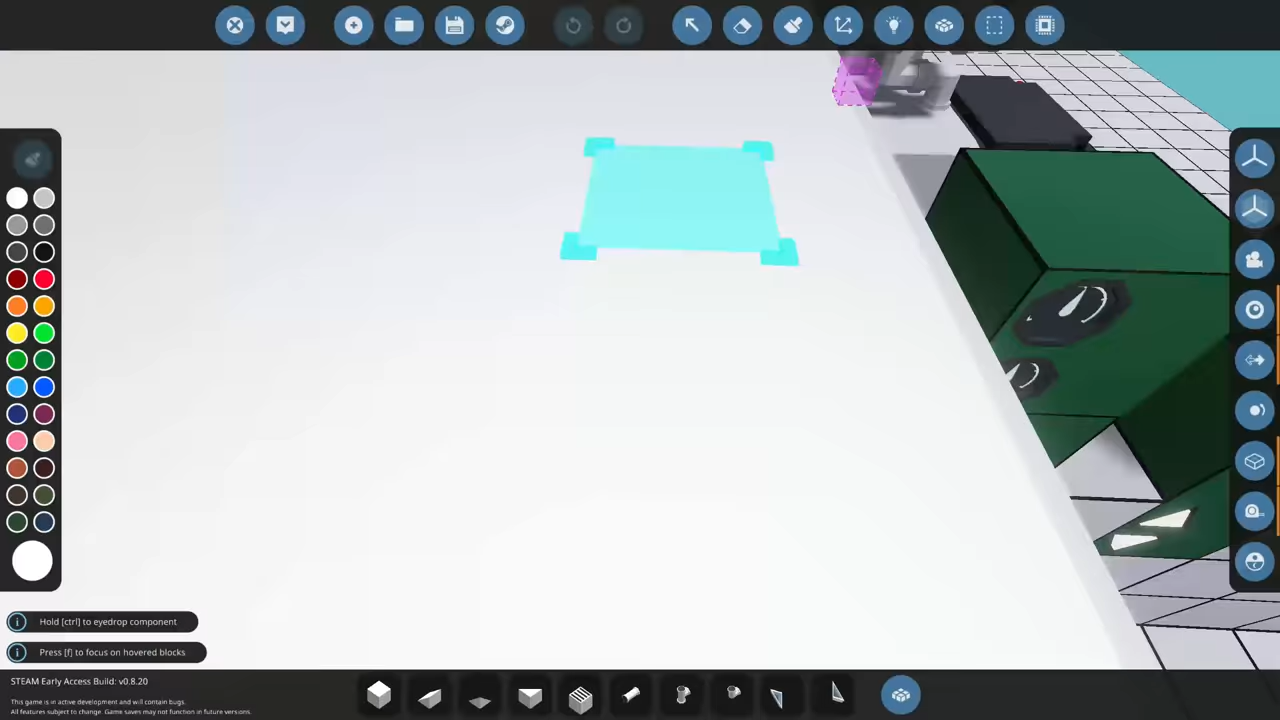 Hold [ctrl] to eyedrop component
Press [f] to focus on hovered blocks
STEAM Early Access Build: v0.8.20
This game is in active development and will contain bugs.
All features subject to change. Game saves may not function in future versions.